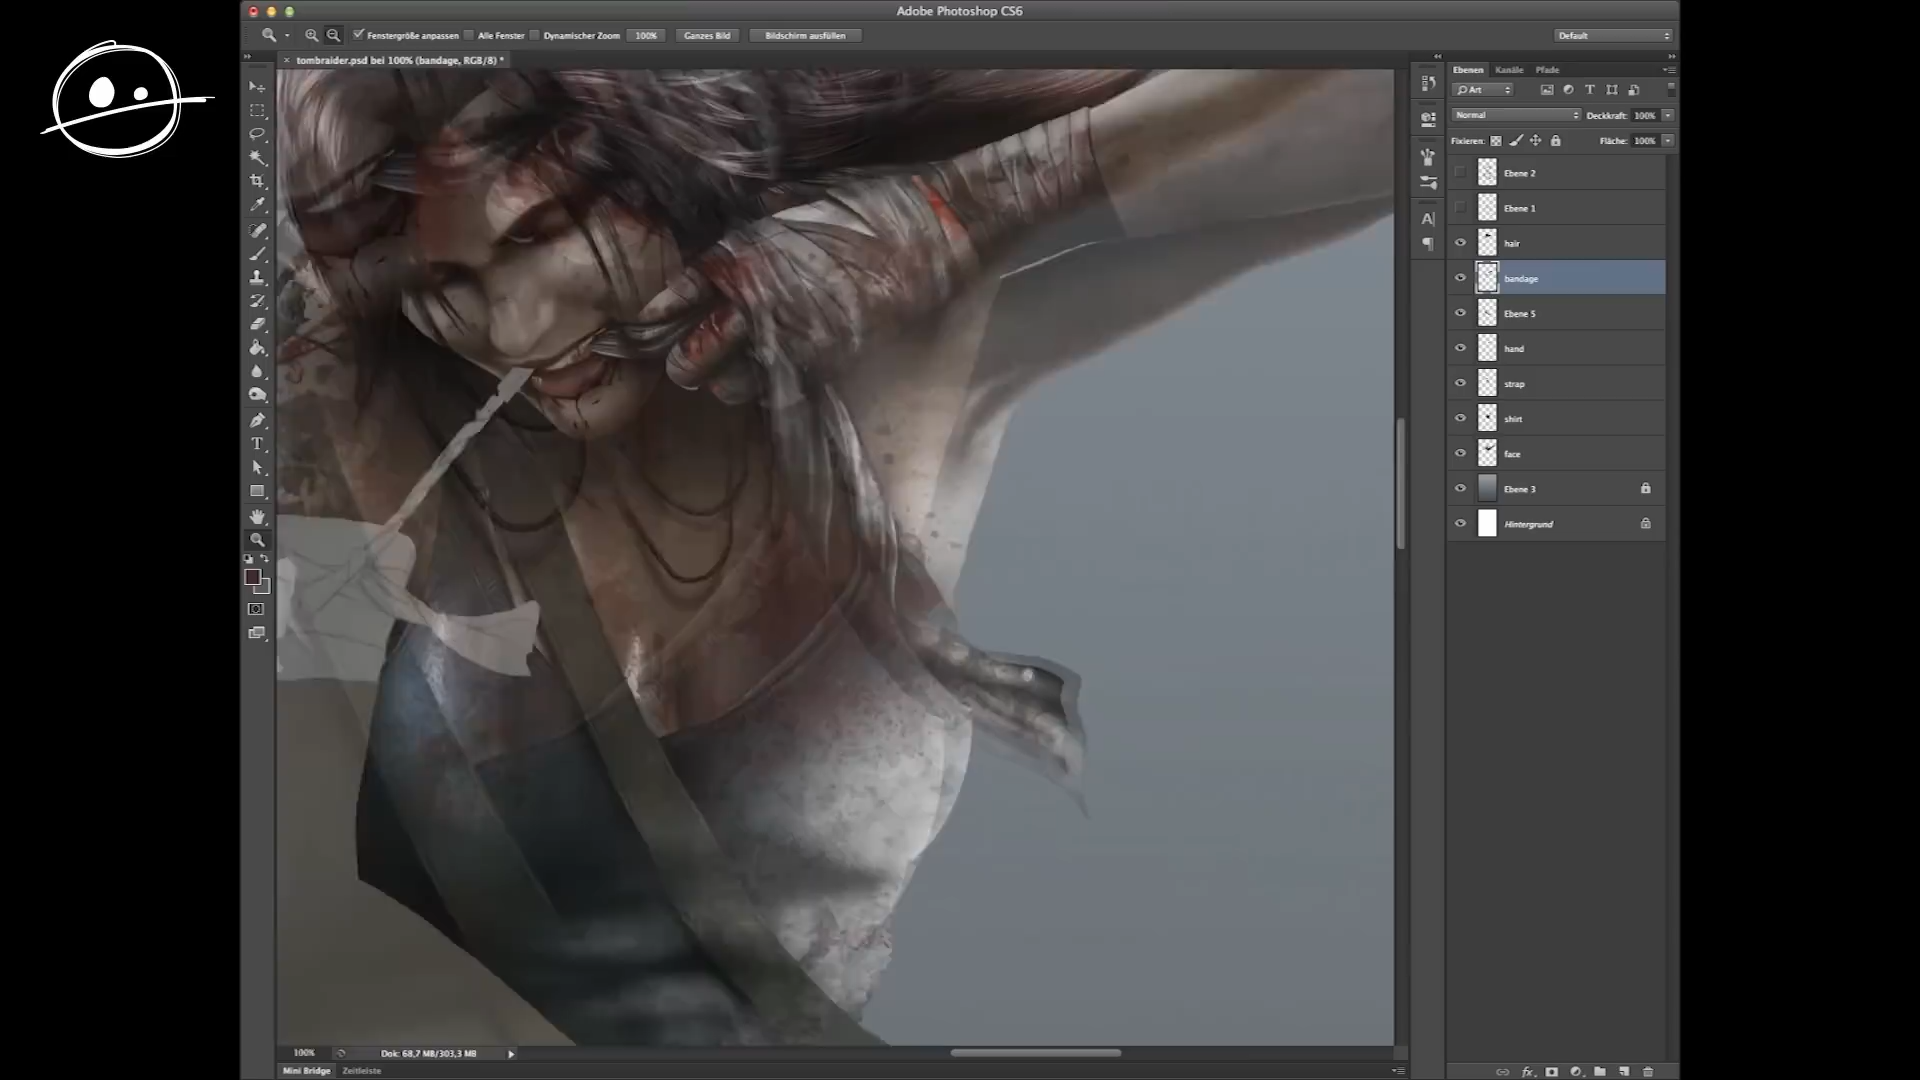 Adobe Photoshop CS6
Fenstergröße anpassen Alle Fenster Dynamischer Zoom 100% Ganzes Bild Bildschirm ausfüllen Default
× tombraider.psd bei 100% (bandage, RGB/8) *
Ebenen Kanäle Pfade
Art
Normal Deckkraft: 100%
Fixieren: Fläche: 100%
Ebene 2
Ebene 1
hair
bandage
Ebene 5
hand
strap
shirt
face
Ebene 3
Hintergrund
100% Dok: 68,7 MB/303,3 MB
Mini Bridge Zeitleiste